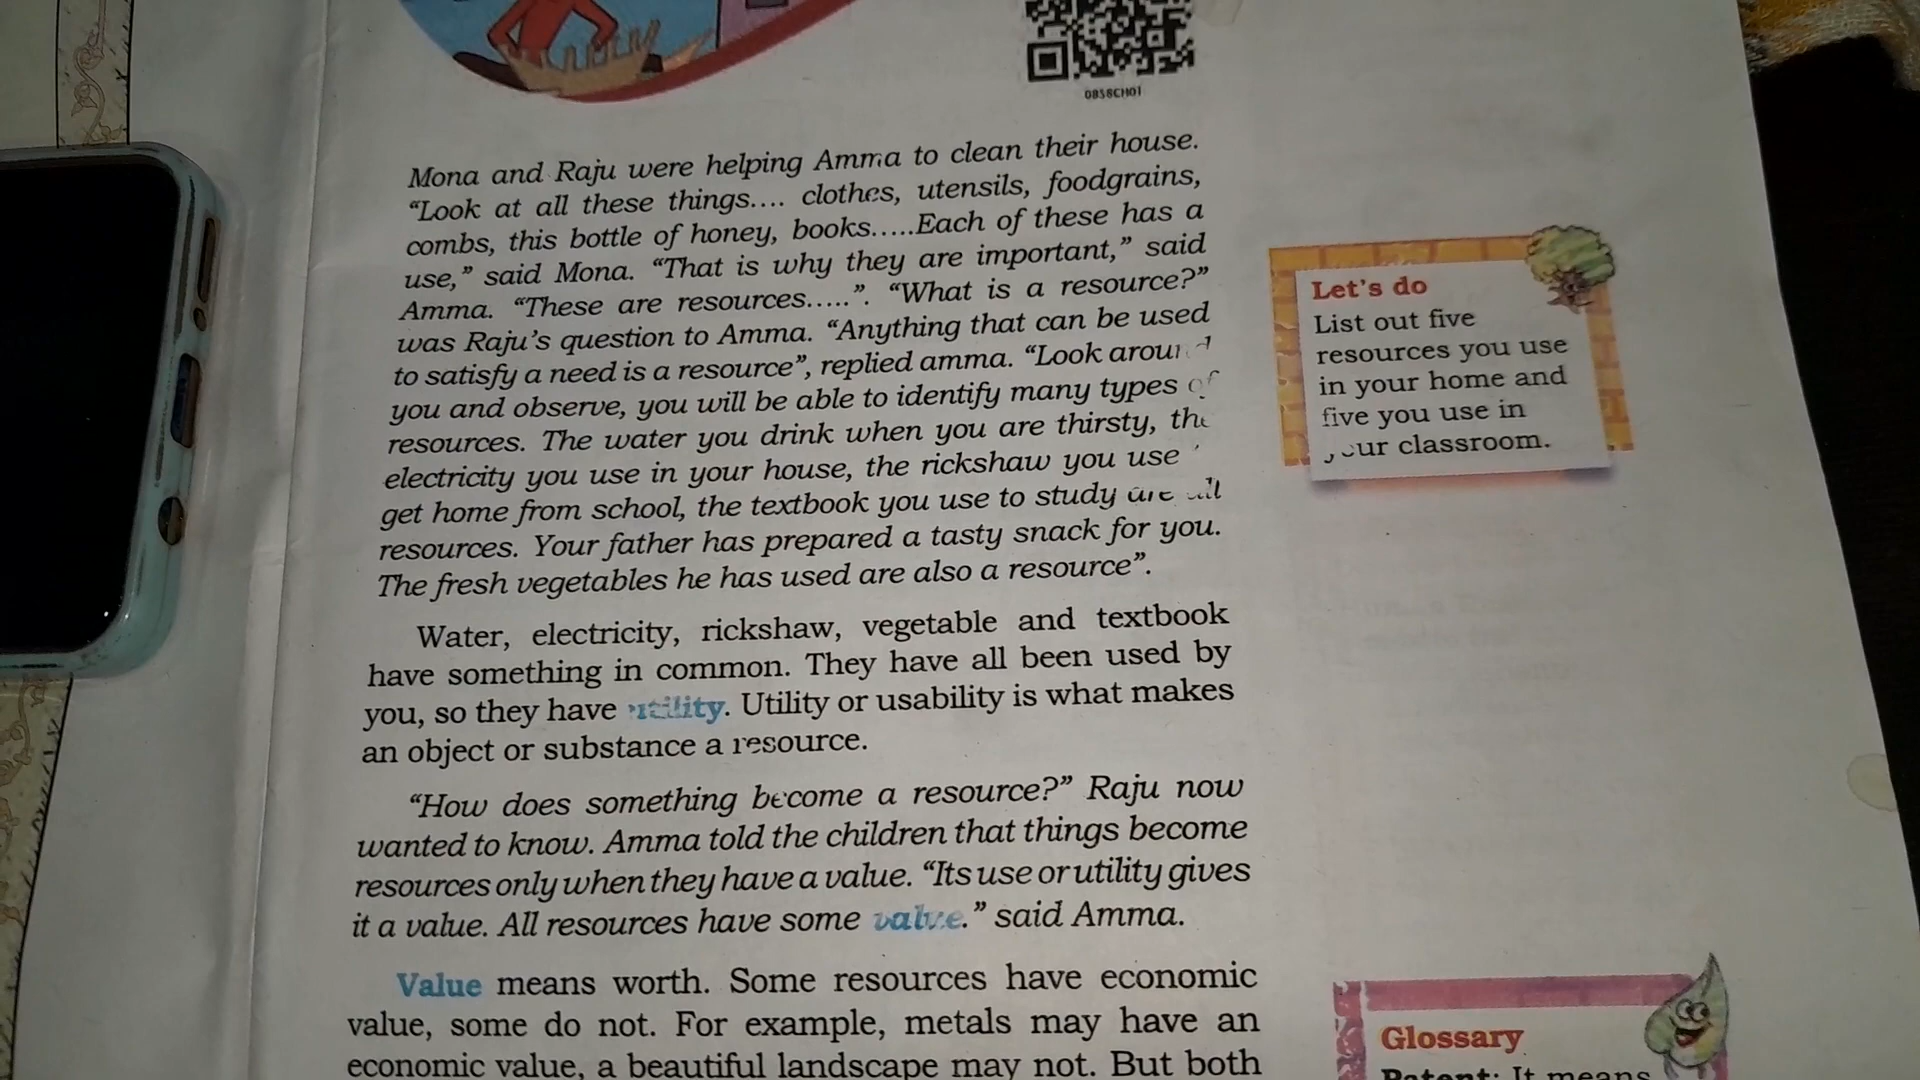 0858CH01
Mona and Raju were helping Amma to clean their house.
“Look at all these things.... clothes, utensils, foodgrains,
combs, this bottle of honey, books.....Each of these has a
use,” said Mona. “That is why they are important,” said
Amma. “These are resources.....”. “What is a resource?”
was Raju’s question to Amma. “Anything that can be used
to satisfy a need is a resource”, replied amma. “Look around
you and observe, you will be able to identify many types of
resources. The water you drink when you are thirsty, the
electricity you use in your house, the rickshaw you use
get home from school, the textbook you use to study are all
resources. Your father has prepared a tasty snack for you.
The fresh vegetables he has used are also a resource”.
Water, electricity, rickshaw, vegetable and textbook
have something in common. They have all been used by
you, so they have utility. Utility or usability is what makes
an object or substance a resource.
“How does something become a resource?” Raju now
wanted to know. Amma told the children that things become
resources only when they have a value. “Its use or utility gives
it a value. All resources have some value.” said Amma.
Value means worth. Some resources have economic
value, some do not. For example, metals may have an
economic value, a beautiful landscape may not. But both
Let’s do
List out five
resources you use
in your home and
five you use in
your classroom.
Glossary
Patent: It means